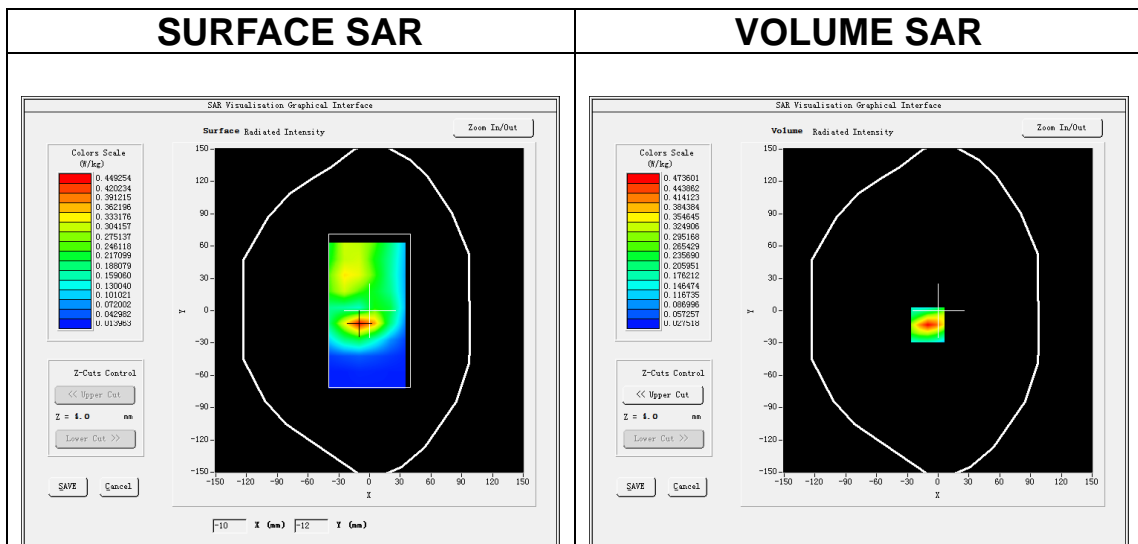 SURFACE SAR
VOLUME SAR
SAR Visualisation Graphical Interface
Surface Radiated Intensity
Zoom In/Out
Colors Scale
(W/kg)
0.449254
0.420234
0.391215
0.362196
0.333176
0.304157
0.275137
0.246118
0.217099
0.188079
0.159060
0.130040
0.101021
0.072002
0.042982
0.013963
150
120
90
60
30
0
-30
-60
-90
-120
-150
Y
-150 -120 -90 -60 -30 0 30 60 90 120 150
X
Z-Cuts Control
<< Upper Cut
Z = 4.0 mm
Lower Cut >>
SAVE Cancel
-10 X (mm) -12 Y (mm)
SAR Visualisation Graphical Interface
Volume Radiated Intensity
Zoom In/Out
Colors Scale
(W/kg)
0.473601
0.443862
0.414123
0.384384
0.354645
0.324906
0.295168
0.265429
0.235690
0.205951
0.176212
0.146474
0.116735
0.086996
0.057257
0.027518
150
120
90
60
30
0
-30
-60
-90
-120
-150
Y
-150 -120 -90 -60 -30 0 30 60 90 120 150
X
Z-Cuts Control
<< Upper Cut
Z = 4.0 mm
Lower Cut >>
SAVE Cancel